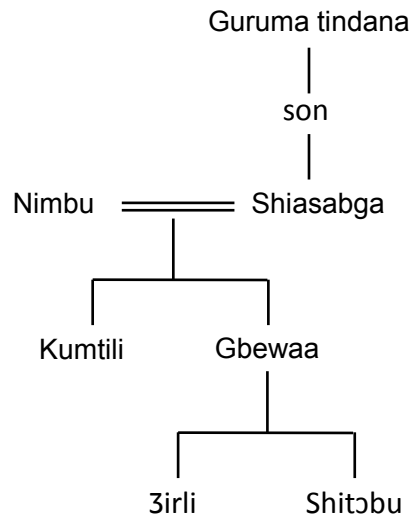 Guruma tindana
son
Nimbu Shiasabga
Kumtili Gbewaa
Ʒirli Shitɔbu